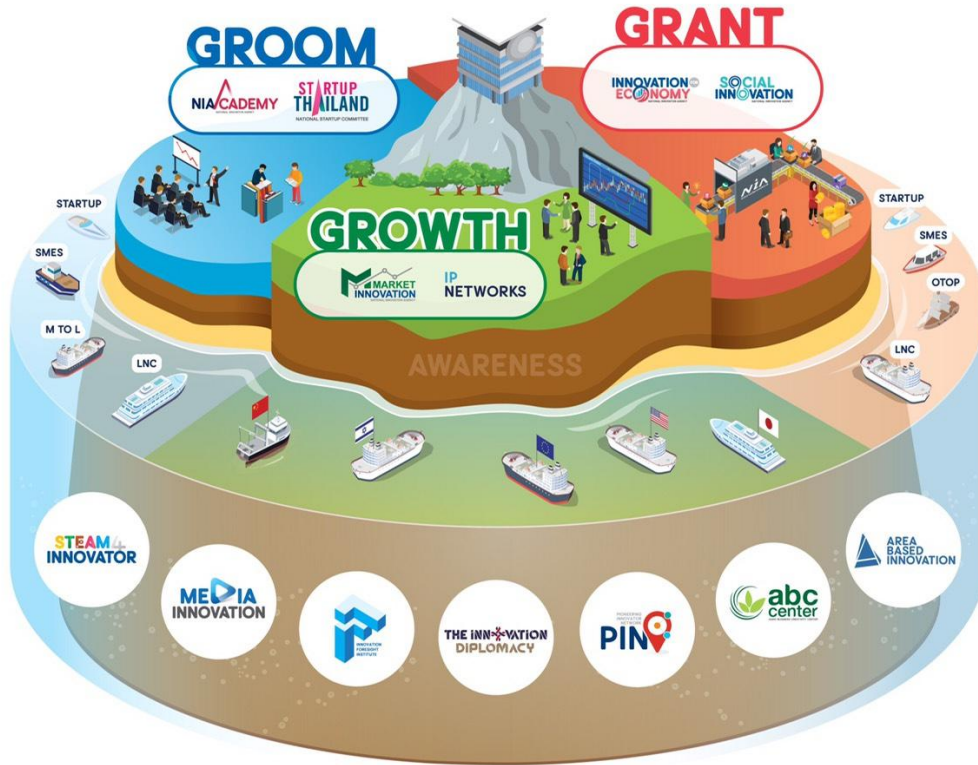 GROOM
NIA/CADEMY
STARTUP
THAILAND
NATIONAL STARTUP COMMITTEE
GRANT
INNOVATION
ECONOMY
SOCIAL
INNOVATION
GROWTH
MARKET
INNOVATION
IP
NETWORKS
NIA
AWARENESS
STARTUP
SMES
M TO L
LNC
STARTUP
SMES
OTOP
LNC
STEAM4
INNOVATOR
MEDIA
INNOVATION
INNOVATION
FORESIGHT
INSTITUTE
THE INNOVATION
DIPLOMACY
PIN
abc
center
AREA
BASED
INNOVATION